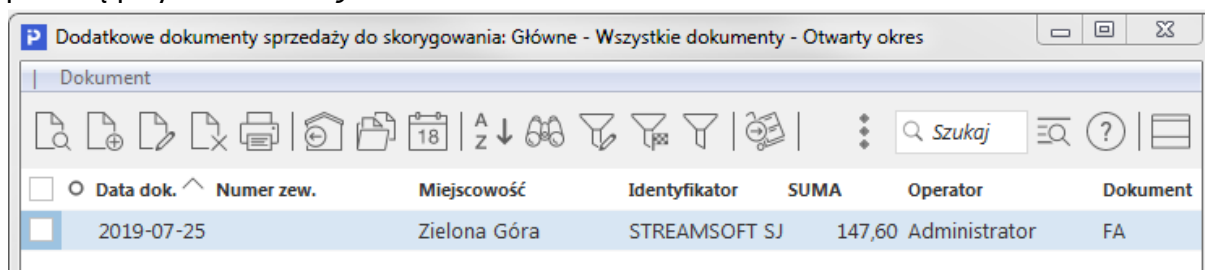 Dodatkowe dokumenty sprzedaży do skorygowania: Główne - Wszystkie dokumenty - Otwarty okres
Dokument
18 A Z Szukaj ?
Data dok. Numer zew. Miejscowość Identyfikator SUMA Operator Dokument
2019-07-25 Zielona Góra STREAMSOFT SJ 147,60 Administrator FA